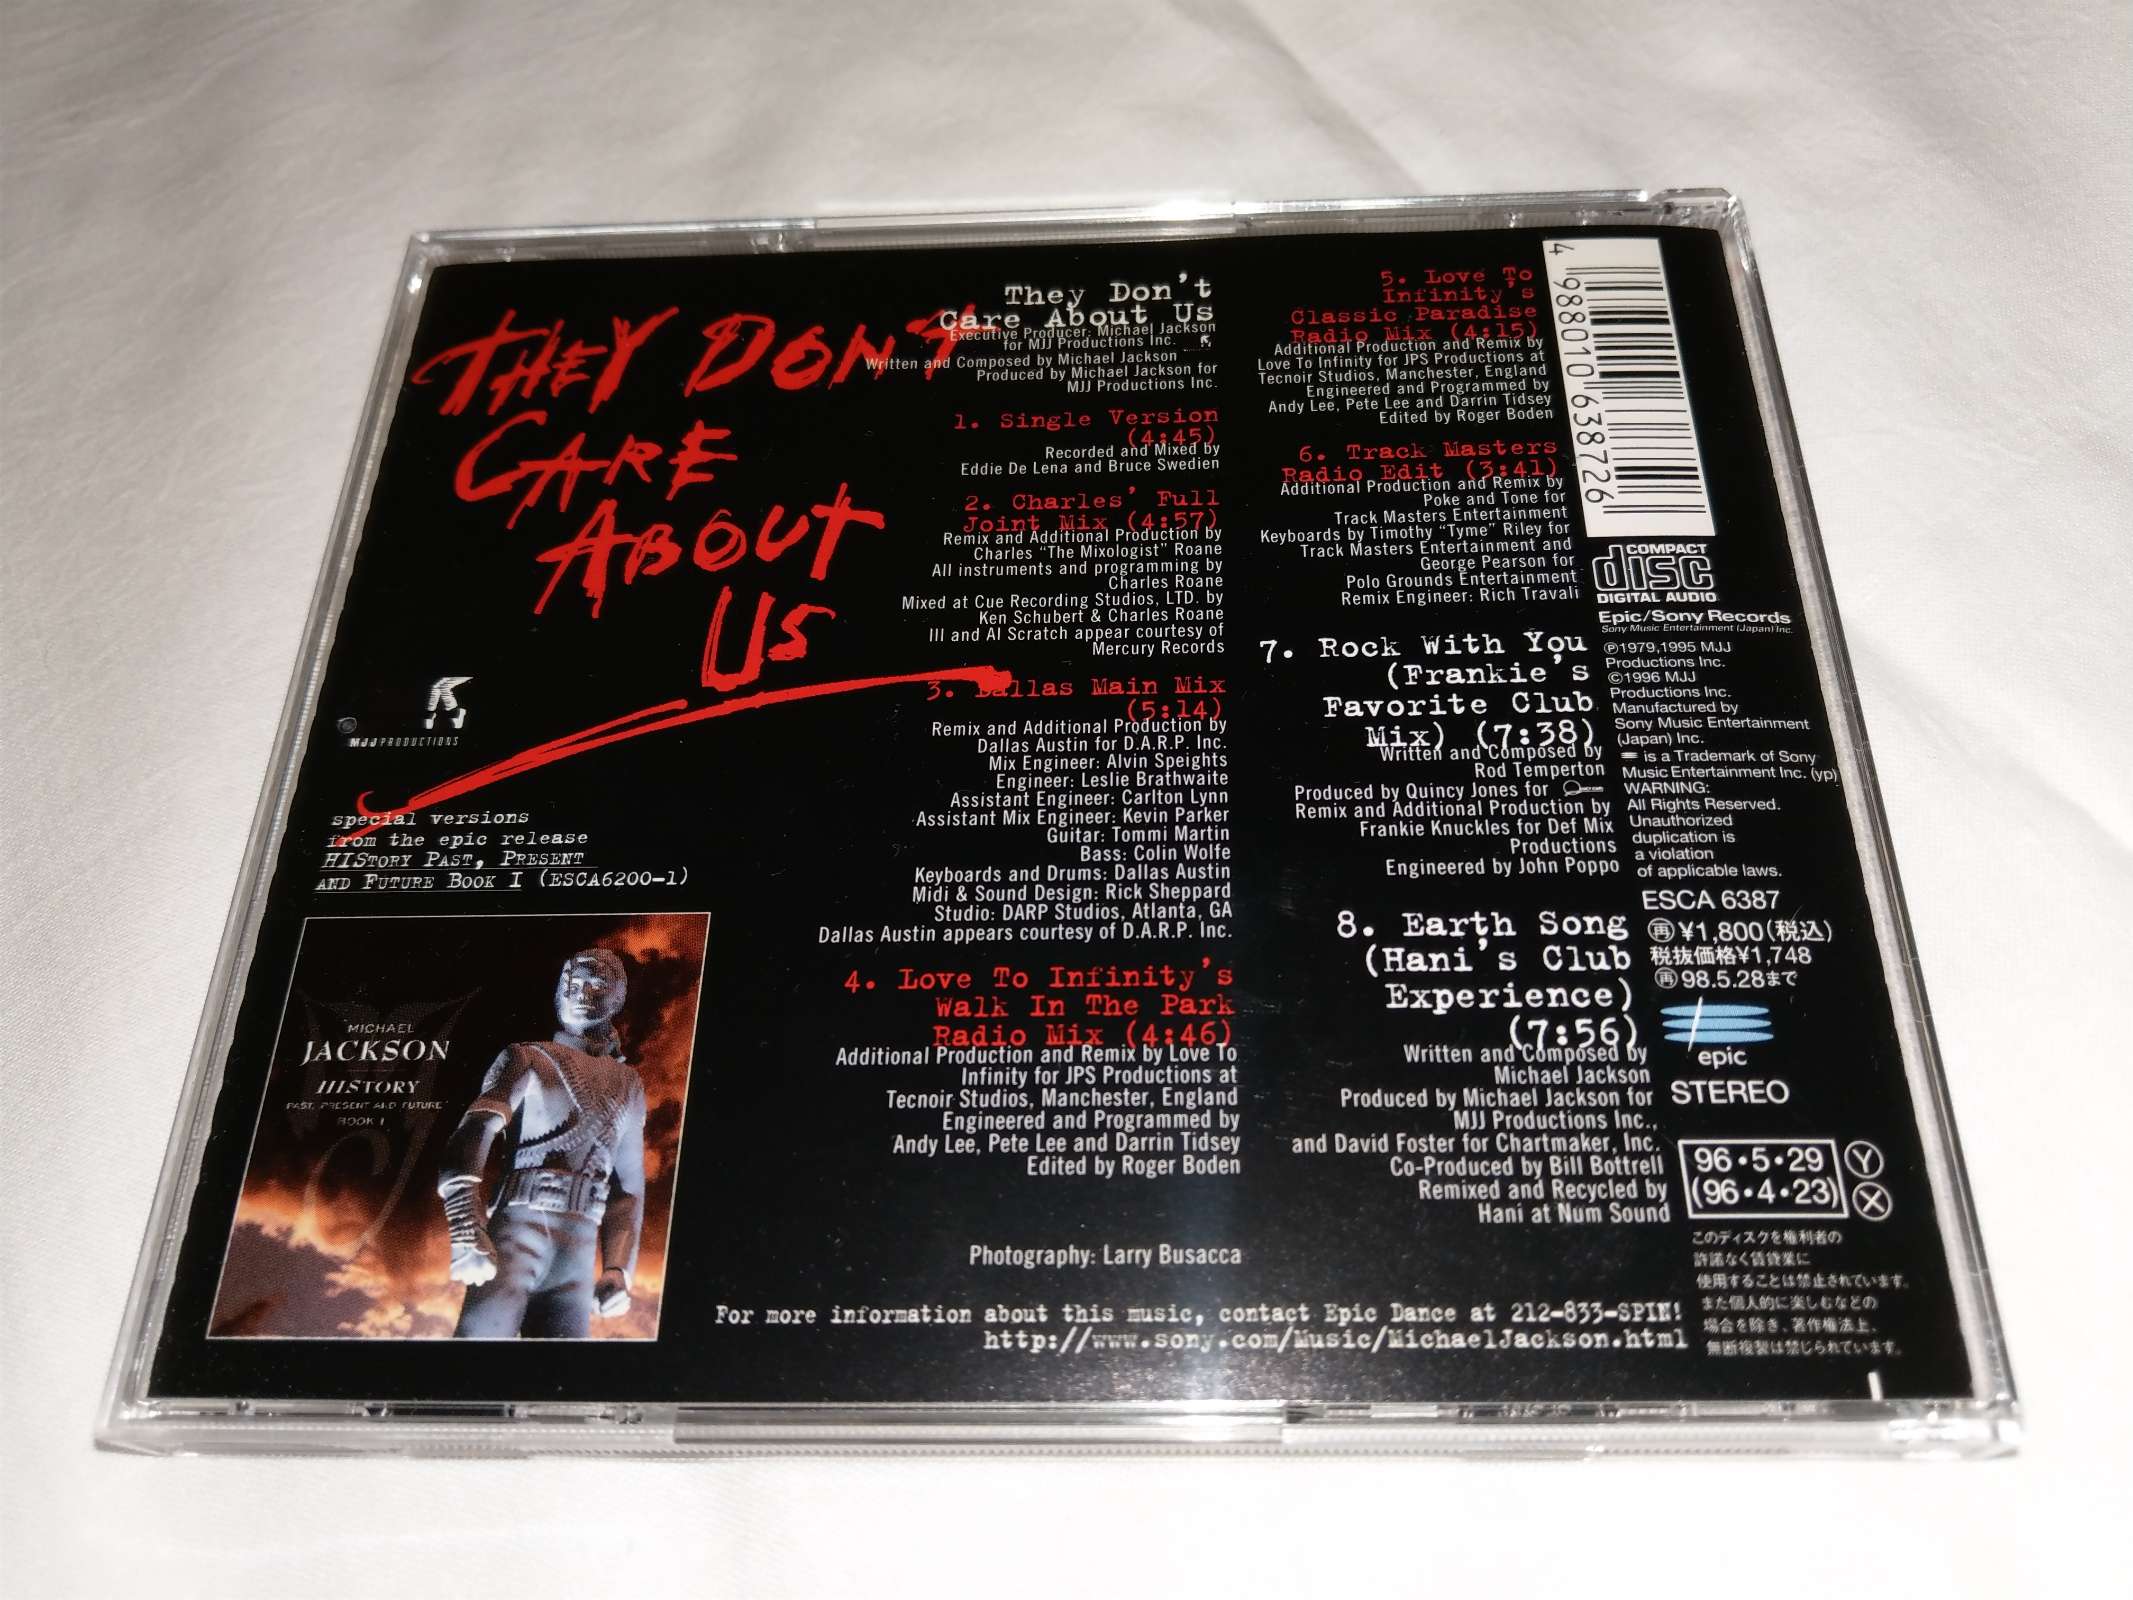 THEY DON'T
CARE
ABOUT
US
MJJ PRODUCTIONS
special versions
from the epic release
HIStory Past, Present
and Future Book I (ESCA6200-1)
MICHAEL
JACKSON
HISTORY
PAST, PRESENT AND FUTURE
BOOK I
They Don't
Care About Us
Executive Producer: Michael Jackson
for MJJ Productions Inc.
Written and Composed by Michael Jackson
Produced by Michael Jackson for
MJJ Productions Inc.
1. Single Version
(4:45)
Recorded and Mixed by
Eddie De Lena and Bruce Swedien
2. Charles' Full
Joint Mix (4:57)
Remix and Additional Production by
Charles "The Mixologist" Roane
All instruments and programming by
Charles Roane
Mixed at Cue Recording Studios, LTD. by
Ken Schubert & Charles Roane
Ill and Al Scratch appear courtesy of
Mercury Records
3. Dallas Main Mix
(5:14)
Remix and Additional Production by
Dallas Austin for D.A.R.P. Inc.
Mix Engineer: Alvin Speights
Engineer: Leslie Brathwaite
Assistant Engineer: Carlton Lynn
Assistant Mix Engineer: Kevin Parker
Guitar: Tommi Martin
Bass: Colin Wolfe
Keyboards and Drums: Dallas Austin
Midi & Sound Design: Rick Sheppard
Studio: DARP Studios, Atlanta, GA
Dallas Austin appears courtesy of D.A.R.P. Inc.
4. Love To Infinity's
Walk In The Park
Radio Mix (4:46)
Additional Production and Remix by Love To
Infinity for JPS Productions at
Tecnoir Studios, Manchester, England
Engineered and Programmed by
Andy Lee, Pete Lee and Darrin Tidsey
Edited by Roger Boden
Photography: Larry Busacca
5. Love To
Infinity's
Classic Paradise
Radio Mix (4:15)
Additional Production and Remix by
Love To Infinity for JPS Productions at
Tecnoir Studios, Manchester, England
Engineered and Programmed by
Andy Lee, Pete Lee and Darrin Tidsey
Edited by Roger Boden
6. Track Masters
Radio Edit (3:41)
Additional Production and Remix by
Poke and Tone for
Track Masters Entertainment
Keyboards by Timothy "Tyme" Riley for
Track Masters Entertainment and
George Pearson for
Polo Grounds Entertainment
Remix Engineer: Rich Travali
7. Rock With You
(Frankie's
Favorite Club
Mix) (7:38)
Written and Composed by
Rod Temperton
Produced by Quincy Jones for
Remix and Additional Production by
Frankie Knuckles for Def Mix
Productions
Engineered by John Poppo
8. Earth Song
(Hani's Club
Experience)
(7:56)
Written and Composed by
Michael Jackson
Produced by Michael Jackson for
MJJ Productions Inc.,
and David Foster for Chartmaker, Inc.
Co-Produced by Bill Bottrell
Remixed and Recycled by
Hani at Num Sound
For more information about this music, contact Epic Dance at 212-833-SPIN!
http://www.sony.com/Music/MichaelJackson.html
4 988010 638726
COMPACT
disc
DIGITAL AUDIO
Epic/Sony Records
Sony Music Entertainment (Japan) Inc.
℗1979,1995 MJJ
Productions Inc.
©1996 MJJ
Productions Inc.
Manufactured by
Sony Music Entertainment
(Japan) Inc.
is a Trademark of Sony
Music Entertainment Inc. (yp)
WARNING:
All Rights Reserved.
Unauthorized
duplication is
a violation
of applicable laws.
ESCA 6387
再¥1,800(税込)
税抜価格¥1,748
再98.5.28まで
epic
STEREO
96・5・29 Y
(96・4・23) X
このディスクを権利者の
許諾なく賃貸業に
使用することは禁止されています。
また個人的に楽しむなどの
場合を除き、著作権法上、
無断複製は禁じられています。